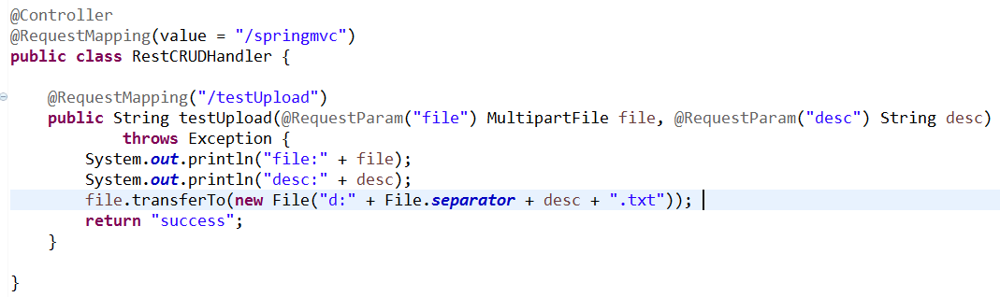 @Controller
@RequestMapping(value = "/springmvc")
public class RestCRUDHandler {
@RequestMapping("/testUpload")
public String testUpload(@RequestParam("file") MultipartFile file, @RequestParam("desc") String desc)
throws Exception {
System.out.println("file:" + file);
System.out.println("desc:" + desc);
file.transferTo(new File("d:" + File.separator + desc + ".txt"));
return "success";
}
}